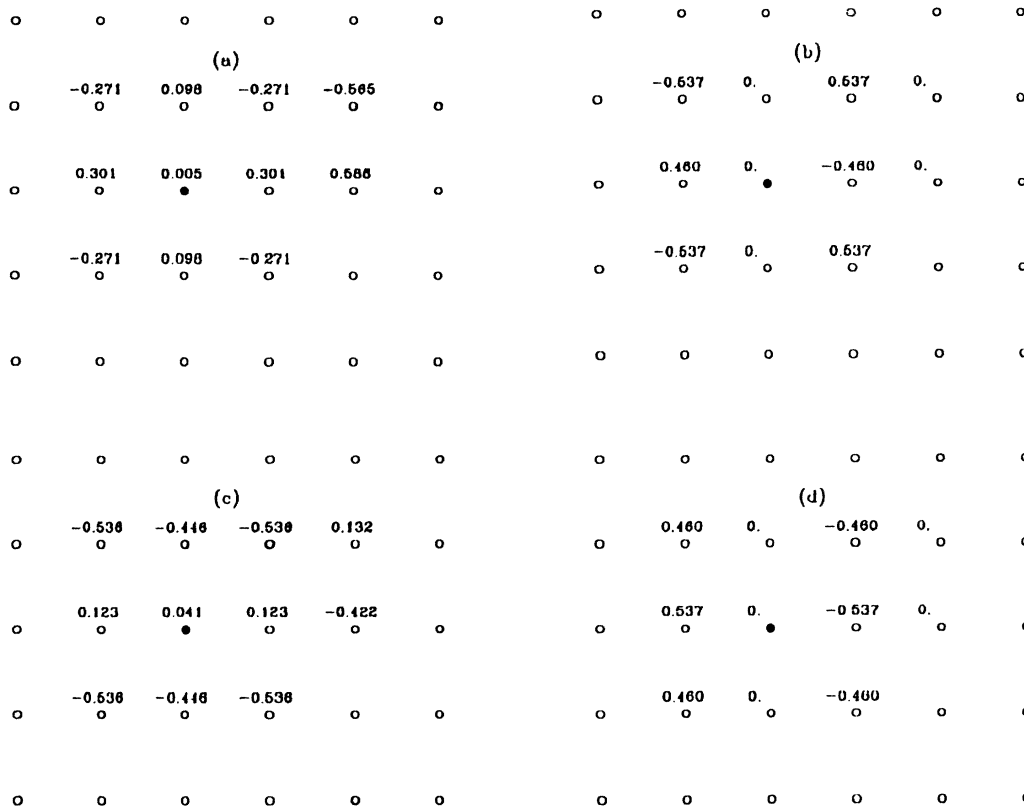 (a)
-0.271 0.098 -0.271 -0.565
0.301 0.005 0.301 0.586
-0.271 0.098 -0.271
(b)
-0.537 0. 0.537 0.
0.460 0. -0.460 0.
-0.537 0. 0.537
(c)
-0.536 -0.446 -0.536 0.132
0.123 0.041 0.123 -0.422
-0.536 -0.446 -0.536
(d)
0.460 0. -0.460 0.
0.537 0. -0.537 0.
0.460 0. -0.460